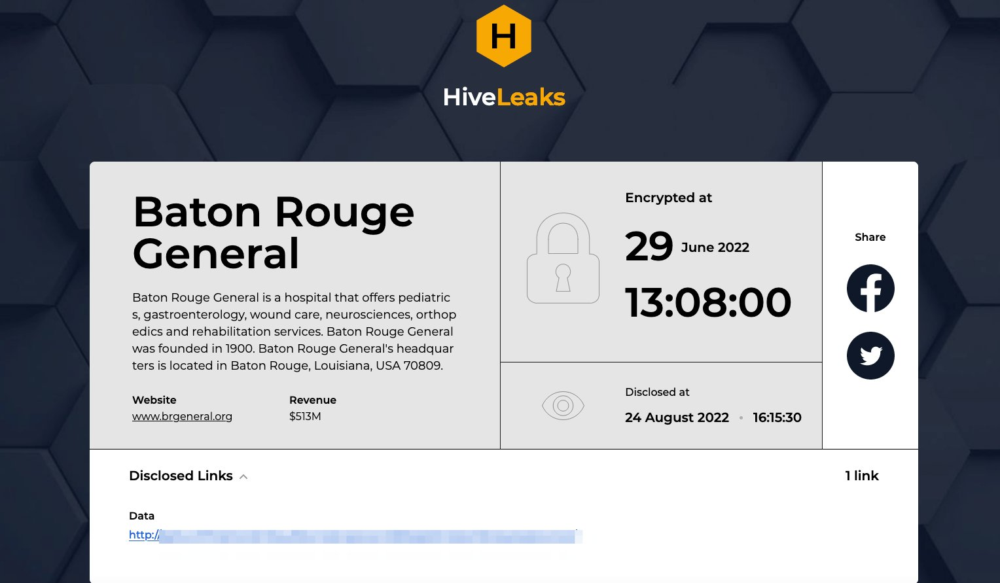 H
HiveLeaks
Baton Rouge
General
Baton Rouge General is a hospital that offers pediatric
s, gastroenterology, wound care, neurosciences, orthop
edics and rehabilitation services. Baton Rouge General
was founded in 1900. Baton Rouge General's headquar
ters is located in Baton Rouge, Louisiana, USA 70809.
Website
www.brgeneral.org
Revenue
$513M
Encrypted at
29 June 2022
13:08:00
Disclosed at
24 August 2022 • 16:15:30
Share
Disclosed Links
1 link
Data
http://